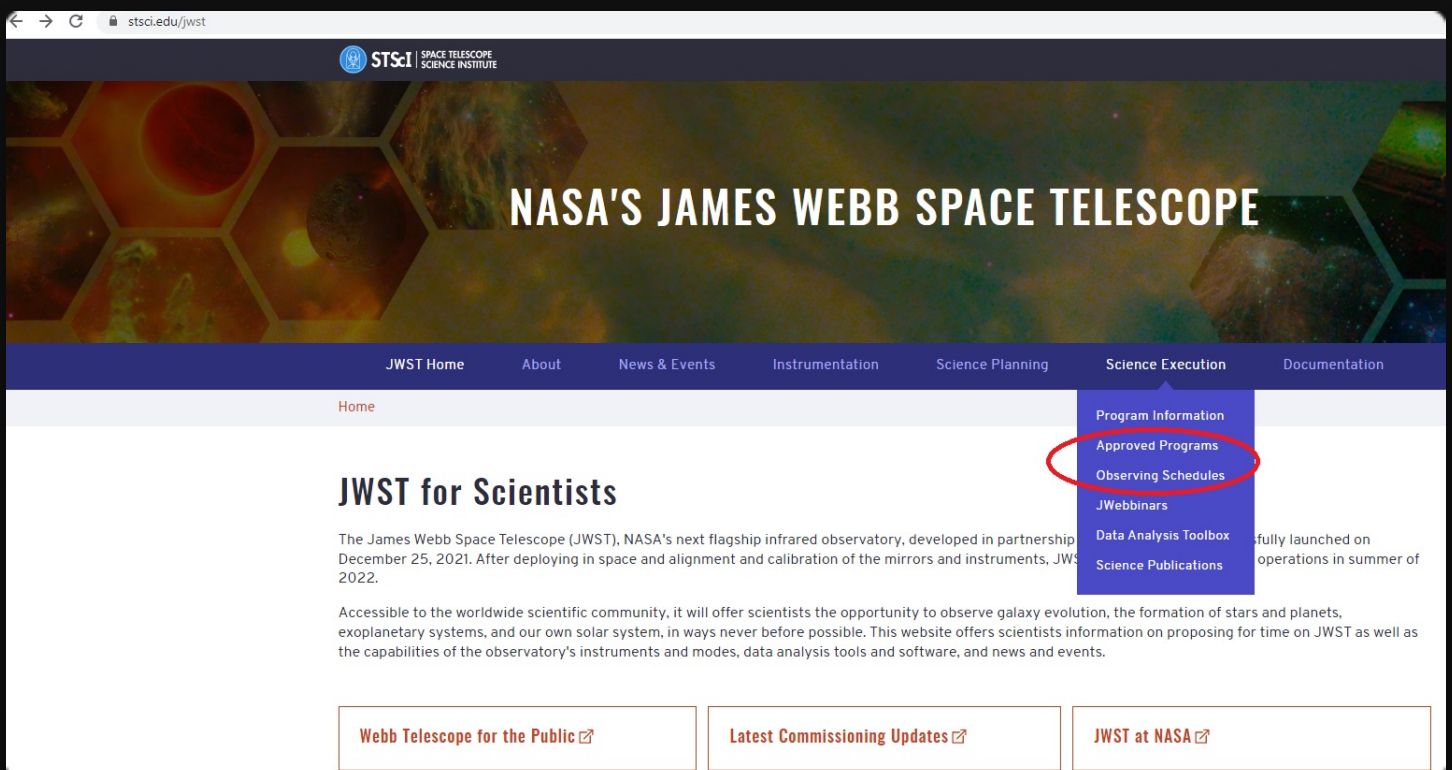 stsci.edu/jwst
STScI | SPACE TELESCOPE
SCIENCE INSTITUTE
NASA'S JAMES WEBB SPACE TELESCOPE
JWST Home About News & Events Instrumentation Science Planning Science Execution Documentation
Home
Program Information
Approved Programs
Observing Schedules
JWebbinars
Data Analysis Toolbox
Science Publications
JWST for Scientists
The James Webb Space Telescope (JWST), NASA's next flagship infrared observatory, developed in partnership sfully launched on
December 25, 2021. After deploying in space and alignment and calibration of the mirrors and instruments, JWS operations in summer of
2022.
Accessible to the worldwide scientific community, it will offer scientists the opportunity to observe galaxy evolution, the formation of stars and planets,
exoplanetary systems, and our own solar system, in ways never before possible. This website offers scientists information on proposing for time on JWST as well as
the capabilities of the observatory's instruments and modes, data analysis tools and software, and news and events.
Webb Telescope for the Public
Latest Commissioning Updates
JWST at NASA